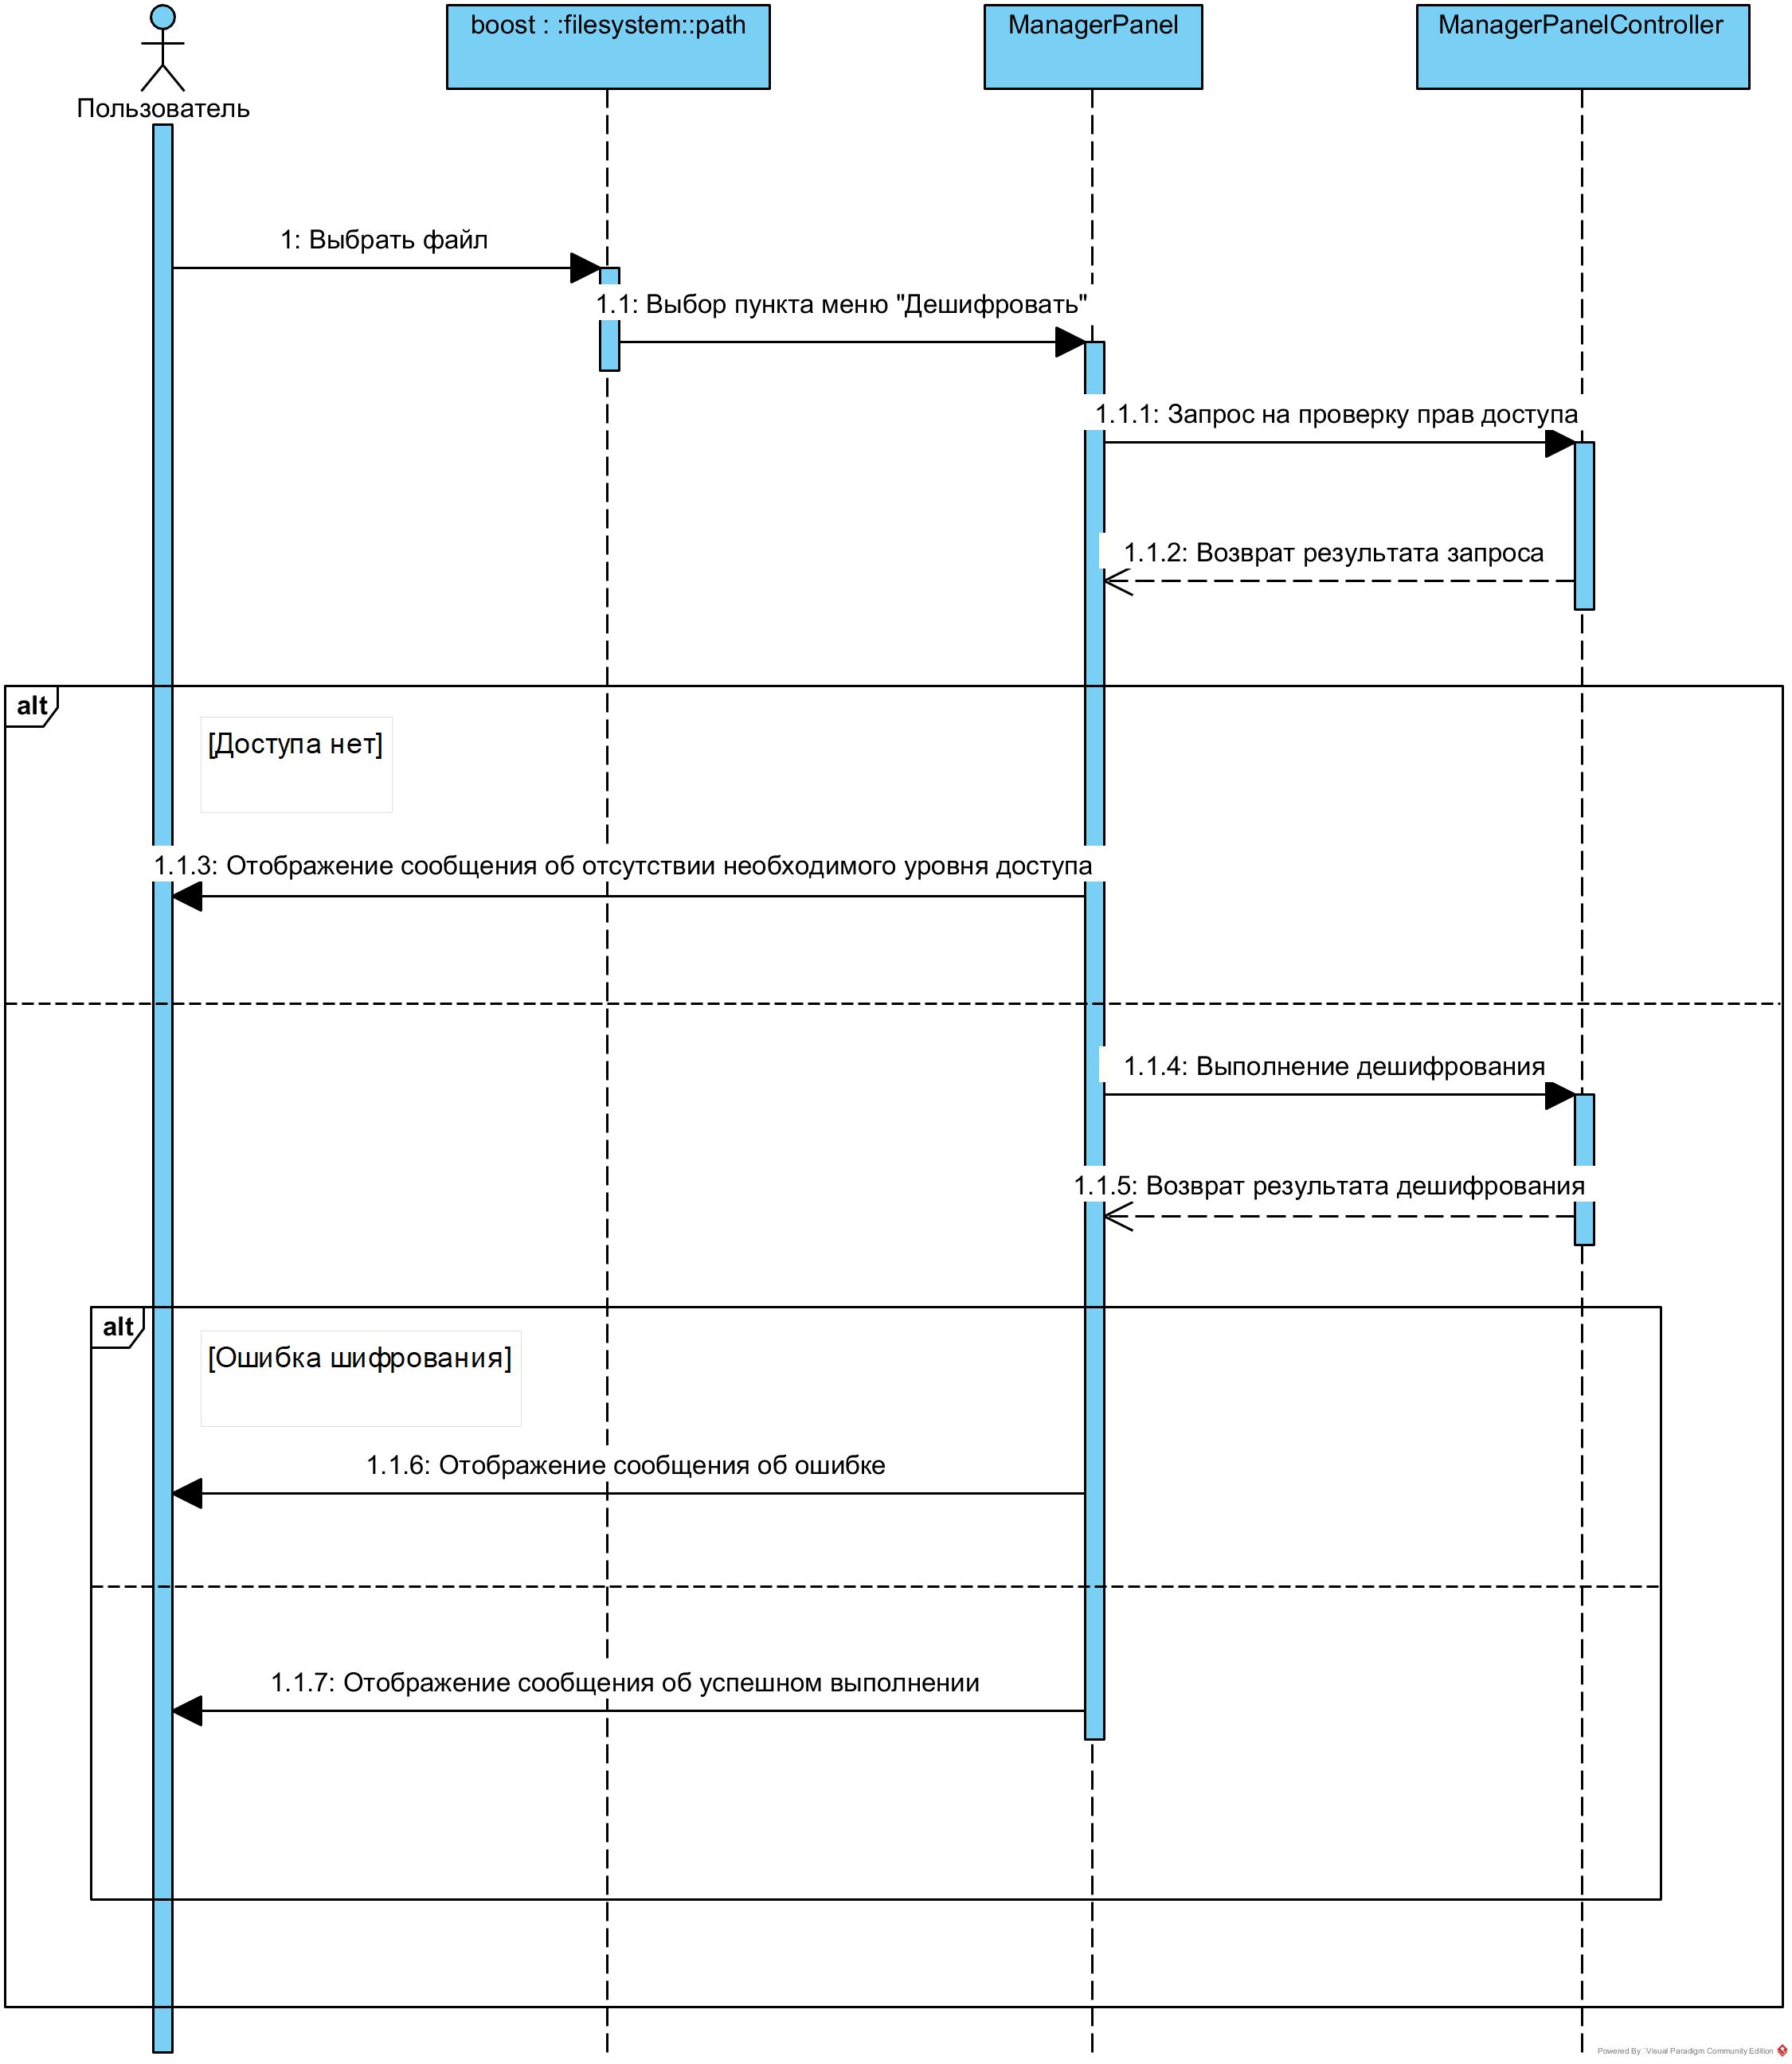 Пользователь
boost : :filesystem::path
ManagerPanel
ManagerPanelController
1: Выбрать файл
1.1: Выбор пункта меню "Дешифровать"
1.1.1: Запрос на проверку прав доступа
1.1.2: Возврат результата запроса
alt
[Доступа нет]
1.1.3: Отображение сообщения об отсутствии необходимого уровня доступа
1.1.4: Выполнение дешифрования
1.1.5: Возврат результата дешифрования
alt
[Ошибка шифрования]
1.1.6: Отображение сообщения об ошибке
1.1.7: Отображение сообщения об успешном выполнении
Powered By Visual Paradigm Community Edition